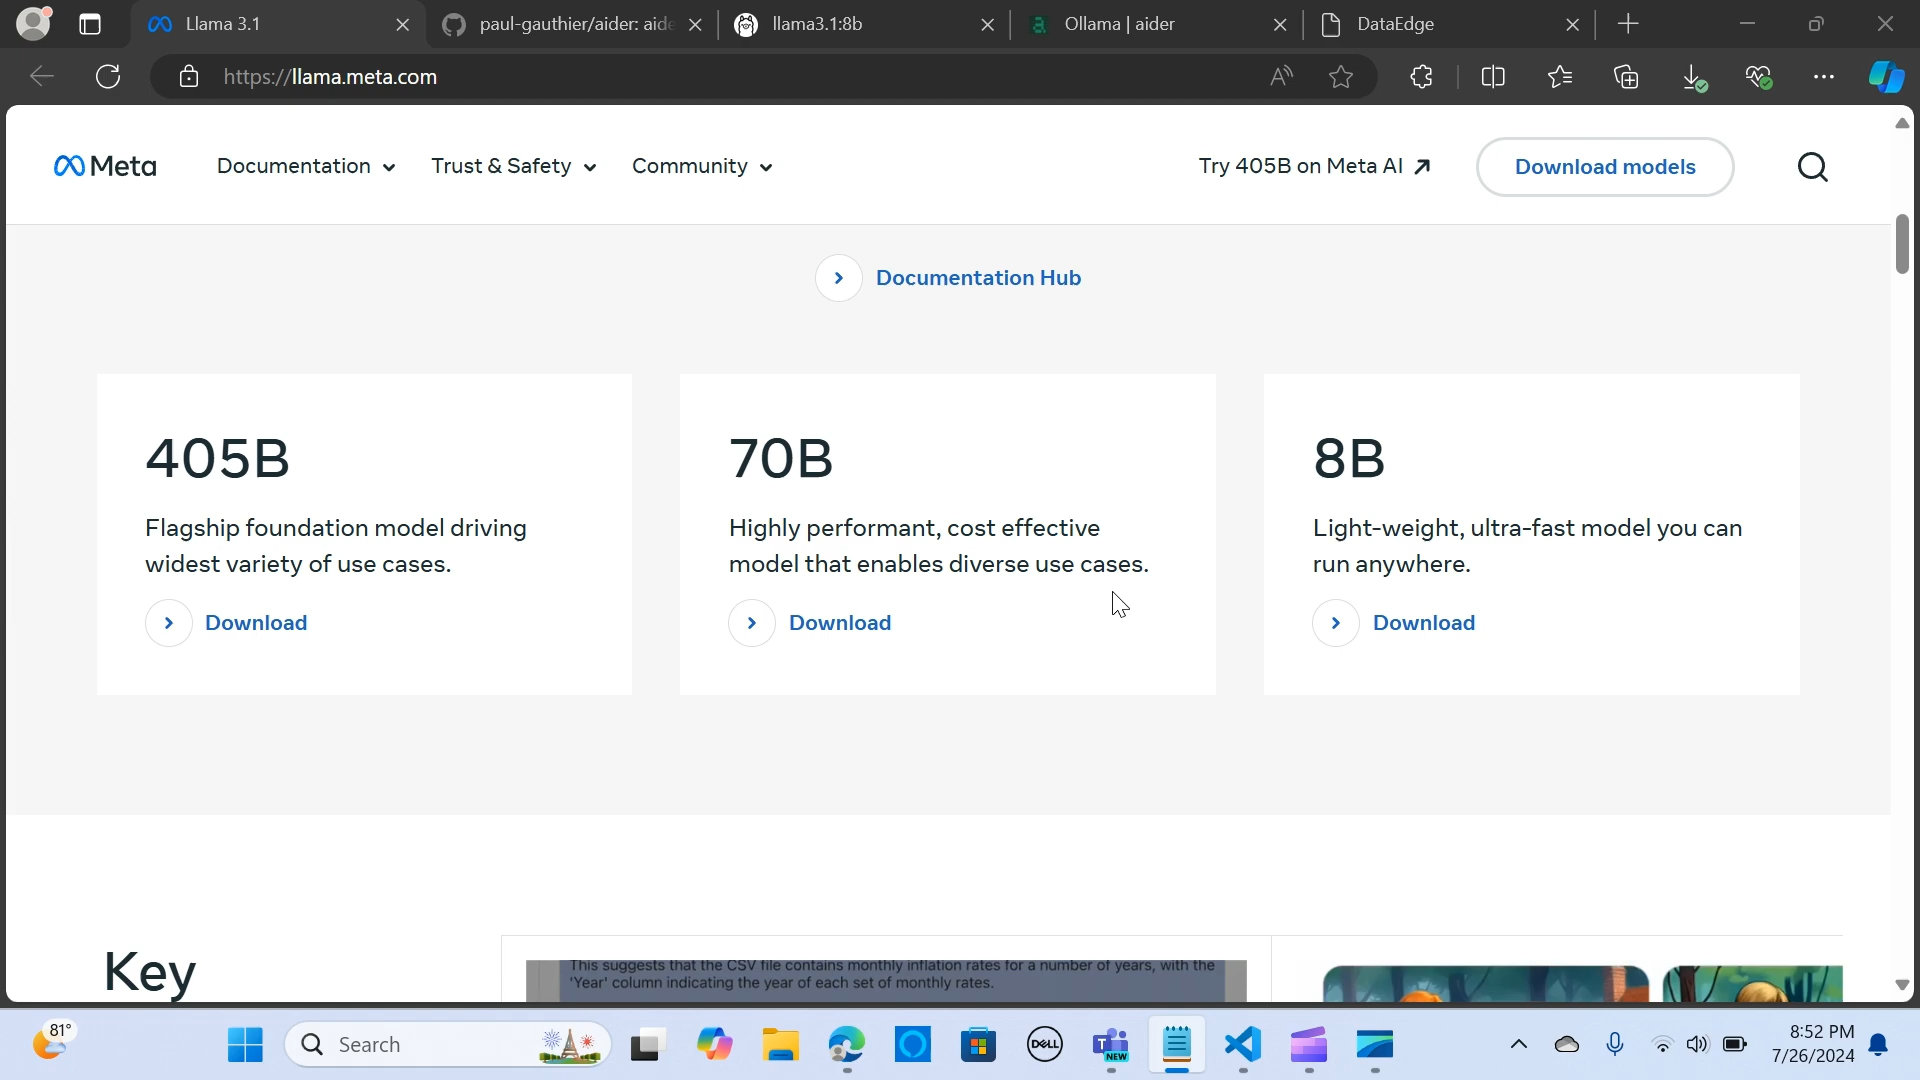 Llama 3.1
paul-gauthier/aider: aide
llama3.1:8b
Ollama | aider
DataEdge
https://llama.meta.com
Meta
Documentation
Trust & Safety
Community
Try 405B on Meta AI
Download models
Documentation Hub
405B
Flagship foundation model driving
widest variety of use cases.
Download
70B
Highly performant, cost effective
model that enables diverse use cases.
Download
8B
Light-weight, ultra-fast model you can
run anywhere.
Download
Key
This suggests that the CSV file contains monthly inflation rates for a number of years, with the
'Year' column indicating the year of each set of monthly rates.
81°
Search
DELL
T
NEW
8:52 PM
7/26/2024